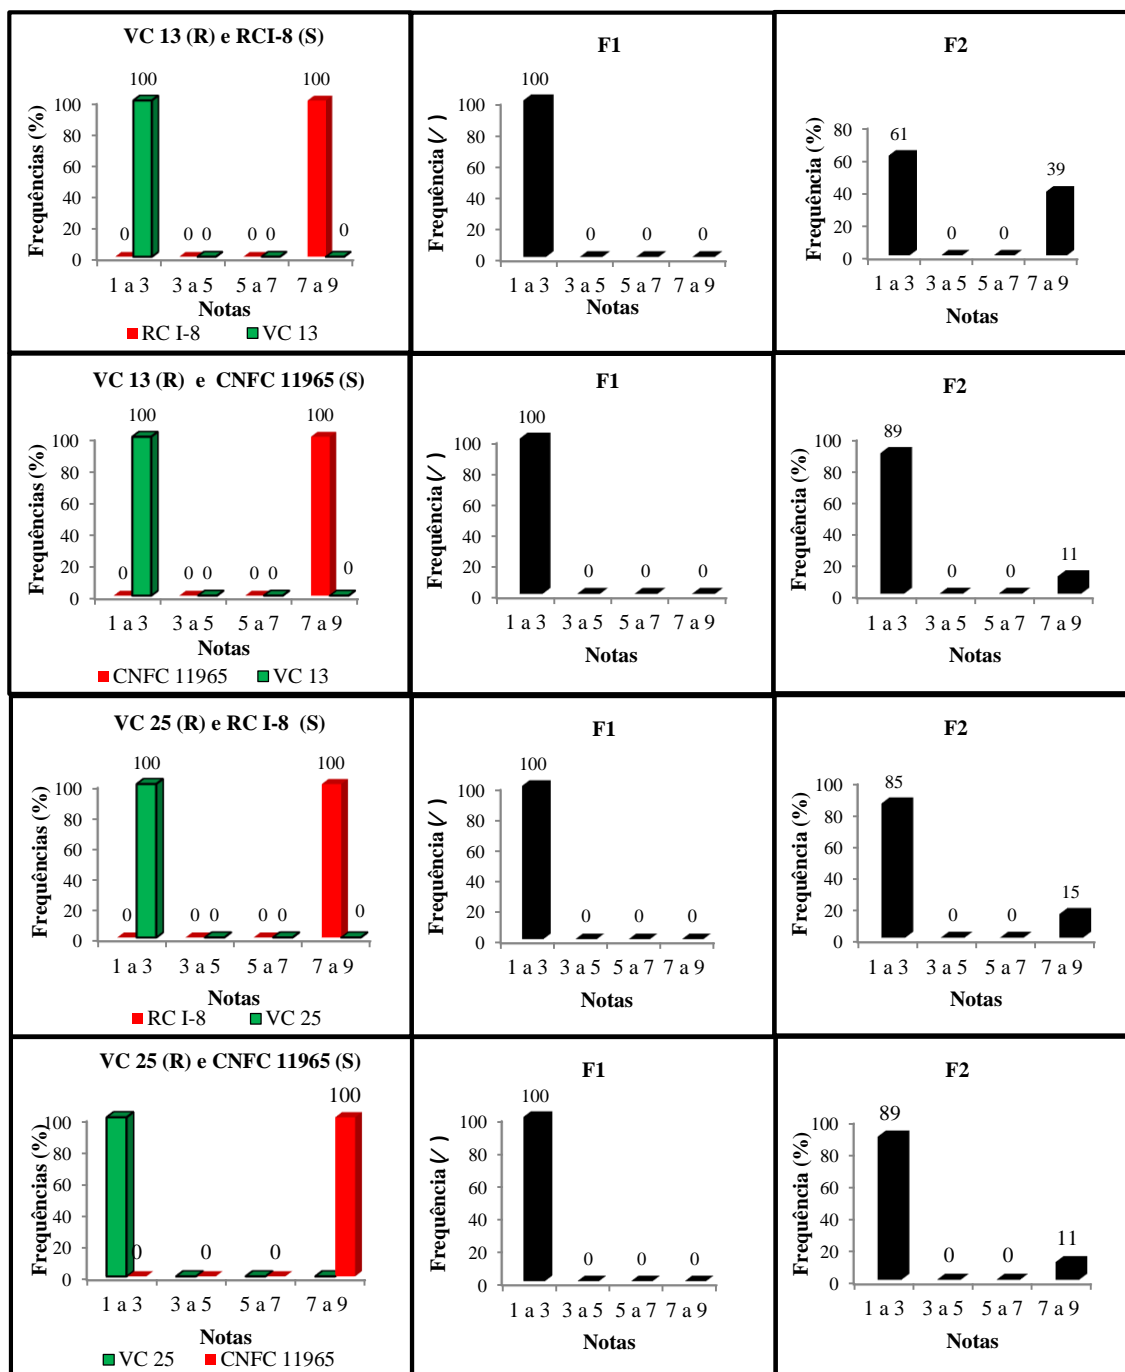 VC 13 (R) e RCI-8 (S)
100 100
Frequências (%)
100
80
60
40
20
0
0 0 0 0 0 0
1 a 3 3 a 5 5 a 7 7 a 9
Notas
RC I-8 VC 13
F1
100
Frequência (/ )
100
80
60
40
20
0
0 0 0
1 a 3 3 a 5 5 a 7 7 a 9
Notas
F2
61 0 0 39
Frequência (%)
80
60
40
20
0
1 a 3 3 a 5 5 a 7 7 a 9
Notas
VC 13 (R) e CNFC 11965 (S)
100 100
Frequências (%)
100
80
60
40
20
0
0 0 0 0 0 0
1 a 3 3 a 5 5 a 7 7 a 9
Notas
CNFC 11965 VC 13
F1
100
Frequência (/ )
100
80
60
40
20
0
0 0 0
1 a 3 3 a 5 5 a 7 7 a 9
Notas
F2
89 0 0 11
Frequência (%)
100
80
60
40
20
0
1 a 3 3 a 5 5 a 7 7 a 9
Notas
VC 25 (R) e RC I-8 (S)
100 100
Frequências (%)
100
80
60
40
20
0
0 0 0 0 0 0
1 a 3 3 a 5 5 a 7 7 a 9
Notas
RC I-8 VC 25
F1
100
Frequência (/ )
100
80
60
40
20
0
0 0 0
1 a 3 3 a 5 5 a 7 7 a 9
Notas
F2
85 0 0 15
Frequência (%)
100
80
60
40
20
0
1 a 3 3 a 5 5 a 7 7 a 9
Notas
VC 25 (R) e CNFC 11965 (S)
100
Frequências (%)
100
80
60
40
20
0
0 0 0
1 a 3 3 a 5 5 a 7 7 a 9
Notas
VC 25 CNFC 11965
F1
100
Frequência (/ )
100
80
60
40
20
0
0 0 0
1 a 3 3 a 5 5 a 7 7 a 9
Notas
F2
89 0 0 11
Frequência (%)
100
80
60
40
20
0
1 a 3 3 a 5 5 a 7 7 a 9
Notas